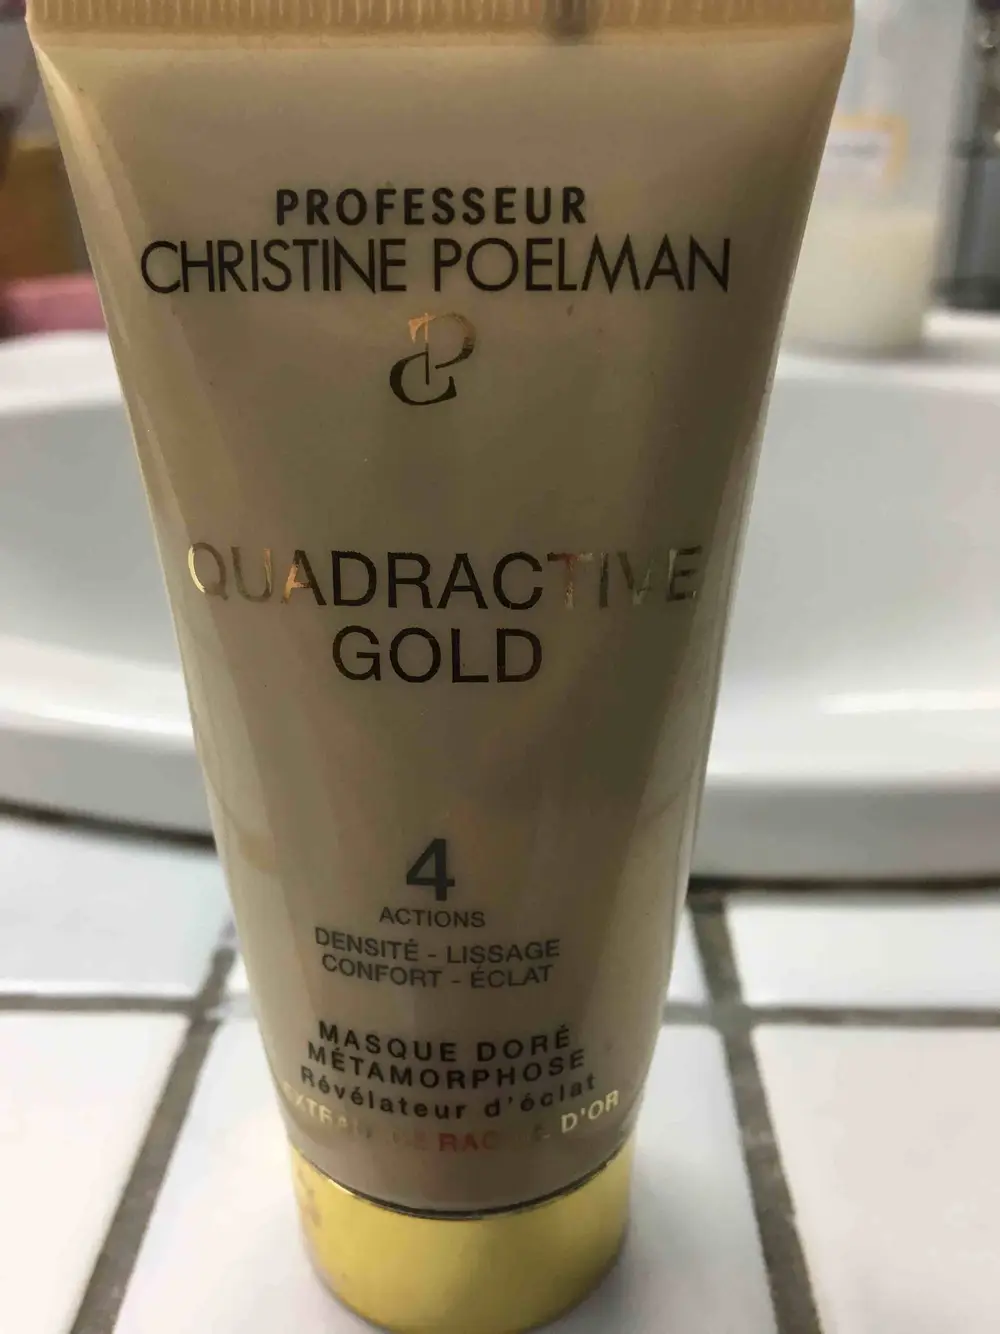 PROFESSEUR
CHRISTINE POELMAN
QUADRACTIVE
GOLD
4
ACTIONS
DENSITÉ - LISSAGE
CONFORT - ÉCLAT
MASQUE DORÉ
MÉTAMORPHOSE
Révélateur d'éclat
D'OR